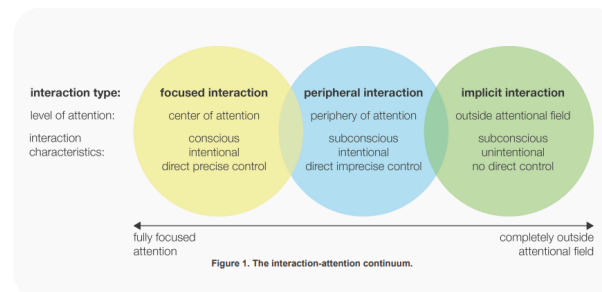 interaction type: focused interaction peripheral interaction implicit interaction
level of attention: center of attention periphery of attention outside attentional field
interaction conscious subconscious subconscious
characteristics: intentional intentional unintentional
direct precise control direct imprecise control no direct control
fully focused completely outside
attention attentional field
Figure 1. The interaction-attention continuum.